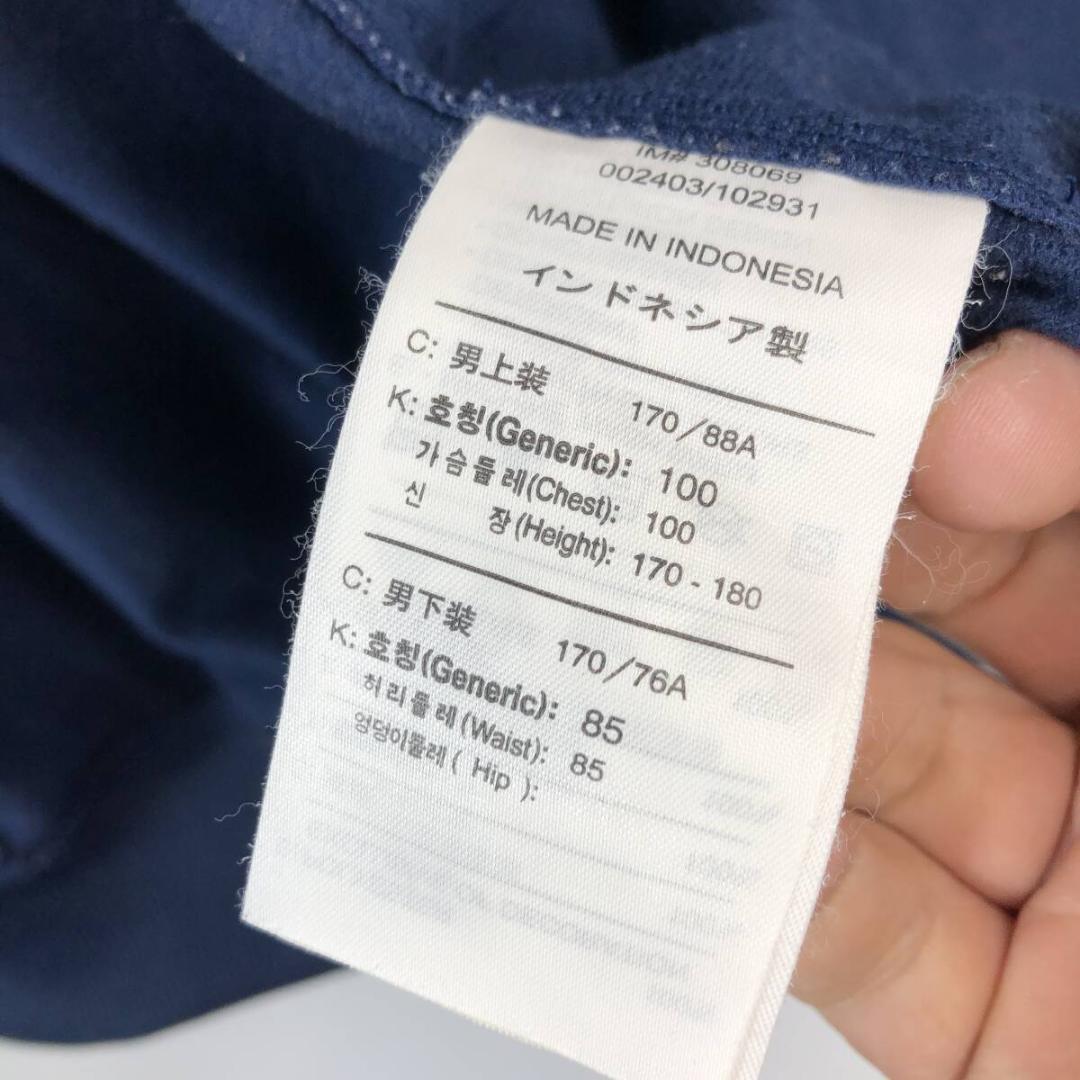 IM# 308069
002403/102931
MADE IN INDONESIA
インドネシア製
C: 男上装 170/88A
K: 호칭(Generic): 100
가슴둘레(Chest): 100
신 장(Height): 170 - 180
C: 男下装 170/76A
K: 호칭(Generic): 85
허리둘레(Waist): 85
엉덩이둘레( Hip ):